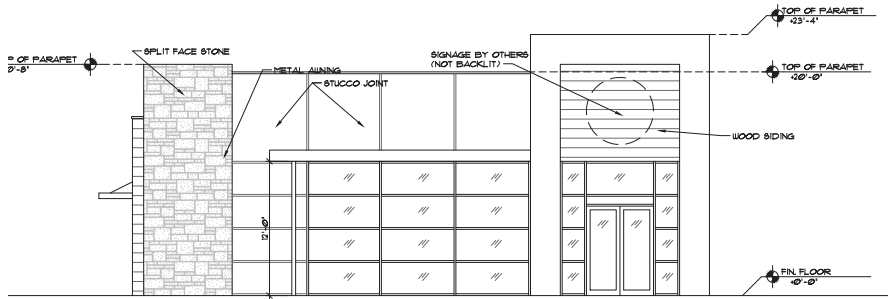 TOP OF PARAPET
+23'-4"
SPLIT FACE STONE
P OF PARAPET
0'-8"
SIGNAGE BY OTHERS
(NOT BACKLIT)
METAL AWNING
TOP OF PARAPET
+20'-0"
STUCCO JOINT
WOOD SIDING
12'-0"
FIN. FLOOR
+0'-0"